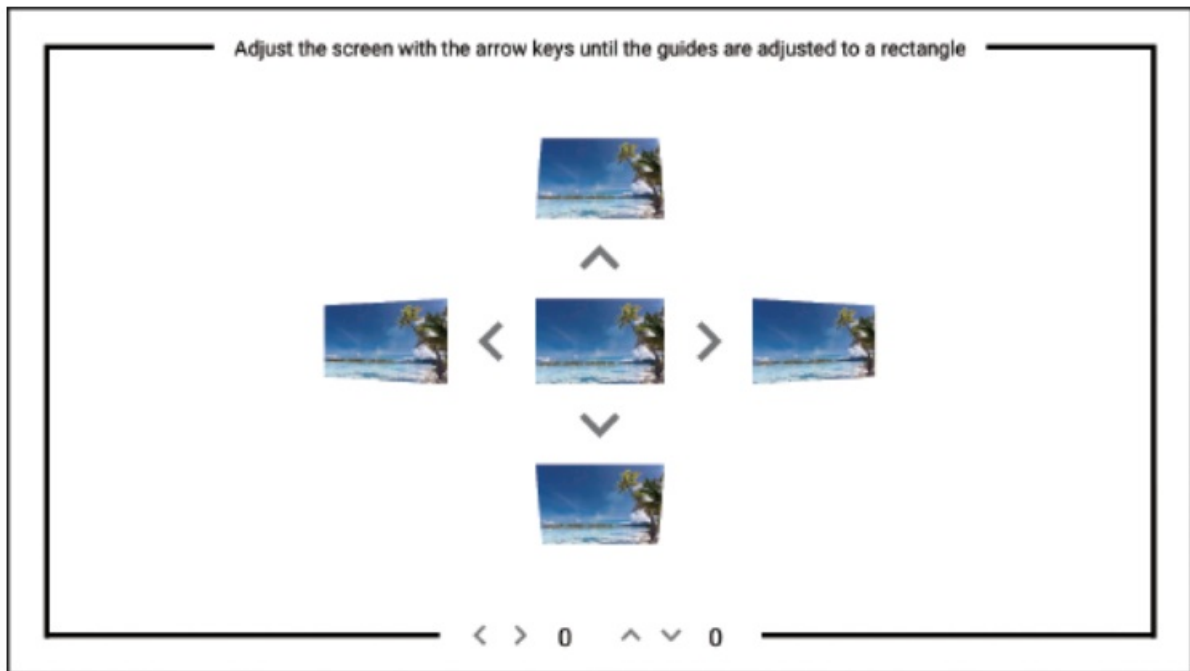 Adjust the screen with the arrow keys until the guides are adjusted to a rectangle
0 0